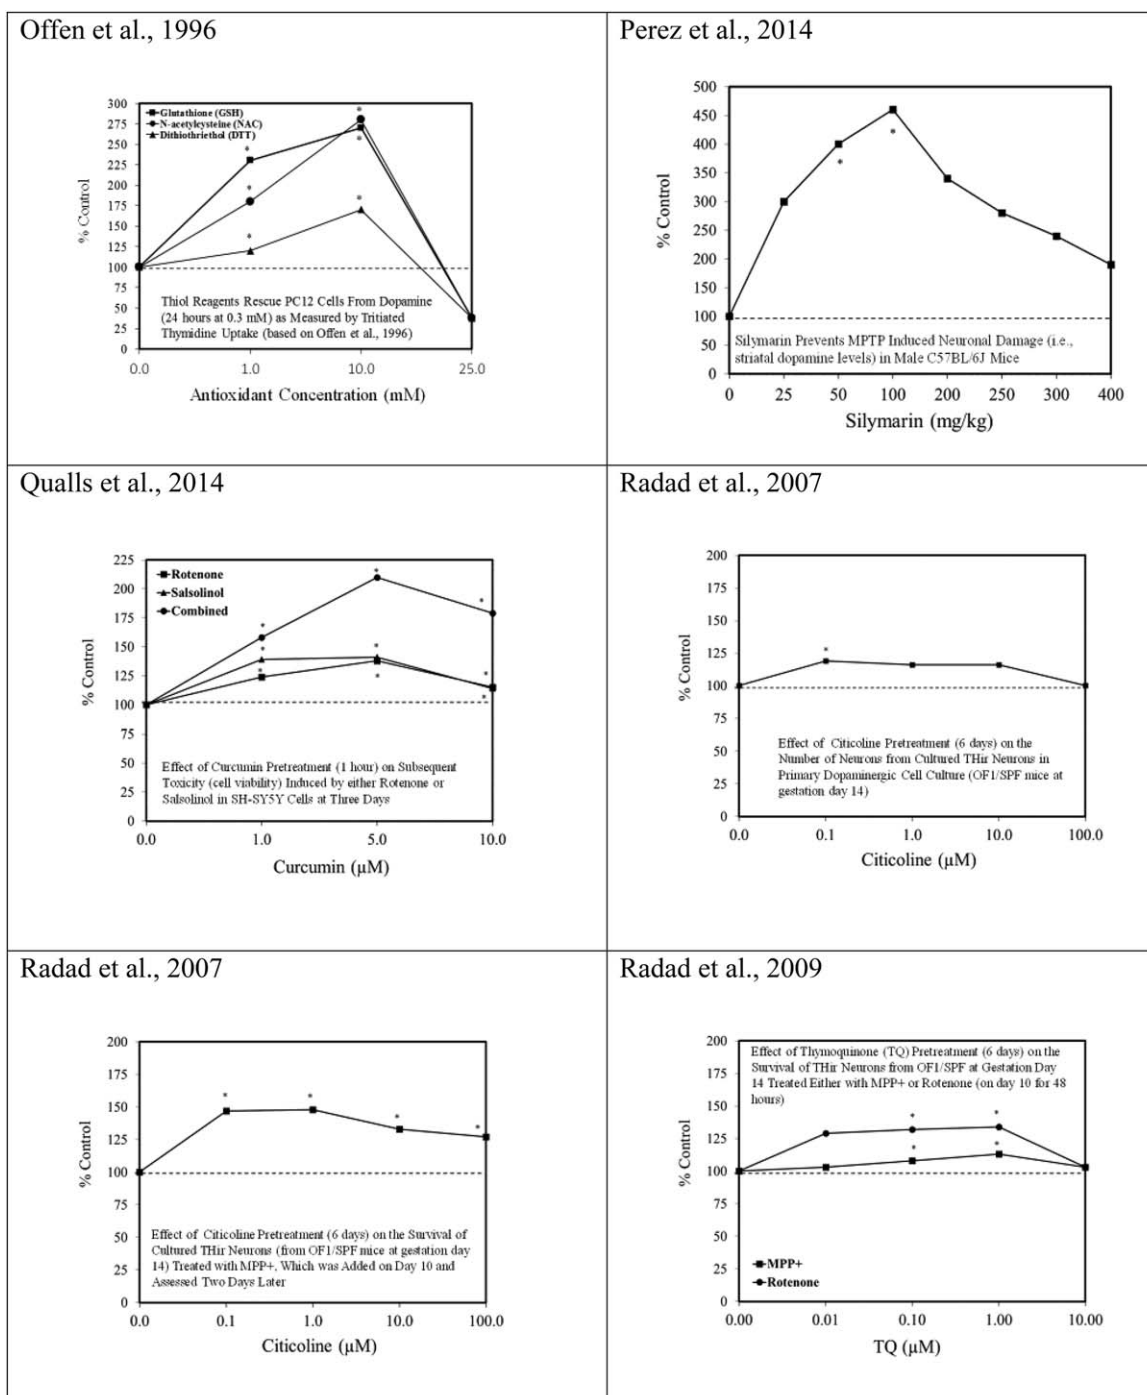 Offen et al., 1996
300
275
250
225
200
175
150
125
100
75
50
25
0
% Control
Glutathione (GSH)
N-acetylcysteine (NAC)
Dithiothriethol (DTT)
*
*
*
*
*
*
Thiol Reagents Rescue PC12 Cells From Dopamine
(24 hours at 0.3 mM) as Measured by Tritiated
Thymidine Uptake (based on Offen et al., 1996)
0.0 1.0 10.0 25.0
Antioxidant Concentration (mM)
Perez et al., 2014
500
450
400
350
300
250
200
150
100
50
0
% Control
*
*
Silymarin Prevents MPTP Induced Neuronal Damage (i.e.,
striatal dopamine levels) in Male C57BL/6J Mice
0 25 50 100 200 250 300 400
Silymarin (mg/kg)
Qualls et al., 2014
225
200
175
150
125
100
75
50
25
0
% Control
Rotenone
Salsolinol
Combined
*
*
*
*
*
*
*
*
*
Effect of Curcumin Pretreatment (1 hour) on Subsequent
Toxicity (cell viability) Induced by either Rotenone or
Salsolinol in SH-SY5Y Cells at Three Days
0.0 1.0 5.0 10.0
Curcumin (µM)
Radad et al., 2007
200
175
150
125
100
75
50
25
0
% Control
*
Effect of Citicoline Pretreatment (6 days) on the
Number of Neurons from Cultured THir Neurons in
Primary Dopaminergic Cell Culture (OF1/SPF mice at
gestation day 14)
0.0 0.1 1.0 10.0 100.0
Citicoline (µM)
Radad et al., 2007
200
175
150
125
100
75
50
25
0
% Control
*
*
*
*
Effect of Citicoline Pretreatment (6 days) on the Survival of
Cultured THir Neurons (from OF1/SPF mice at gestation day
14) Treated with MPP+, Which was Added on Day 10 and
Assessed Two Days Later
0.0 0.1 1.0 10.0 100.0
Citicoline (µM)
Radad et al., 2009
200
175
150
125
100
75
50
25
0
% Control
Effect of Thymoquinone (TQ) Pretreatment (6 days) on the
Survival of THir Neurons from OF1/SPF at Gestation Day
14 Treated Either with MPP+ or Rotenone (on day 10 for 48
hours)
*
*
*
*
MPP+
Rotenone
0.00 0.01 0.10 1.00 10.00
TQ (µM)